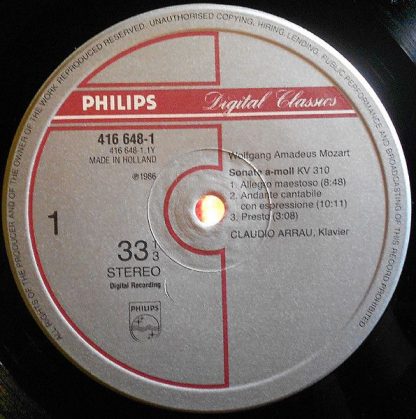 ALL RIGHTS OF THE PRODUCER AND OF THE OWNER OF THE WORK REPRODUCED RESERVED. UNAUTHORISED COPYING, HIRING, LENDING, PUBLIC PERFORMANCE AND BROADCASTING OF THIS RECORD PROHIBITED
PHILIPS Digital Classics
416 648-1
416 648-1.1Y
MADE IN HOLLAND
℗1986
1
33 1/3
STEREO
Digital Recording
PHILIPS
Wolfgang Amadeus Mozart
Sonate a-moll KV 310
1. Allegro maestoso (8:48)
2. Andante cantabile
con espressione (10:11)
3. Presto (3:08)
CLAUDIO ARRAU, Klavier